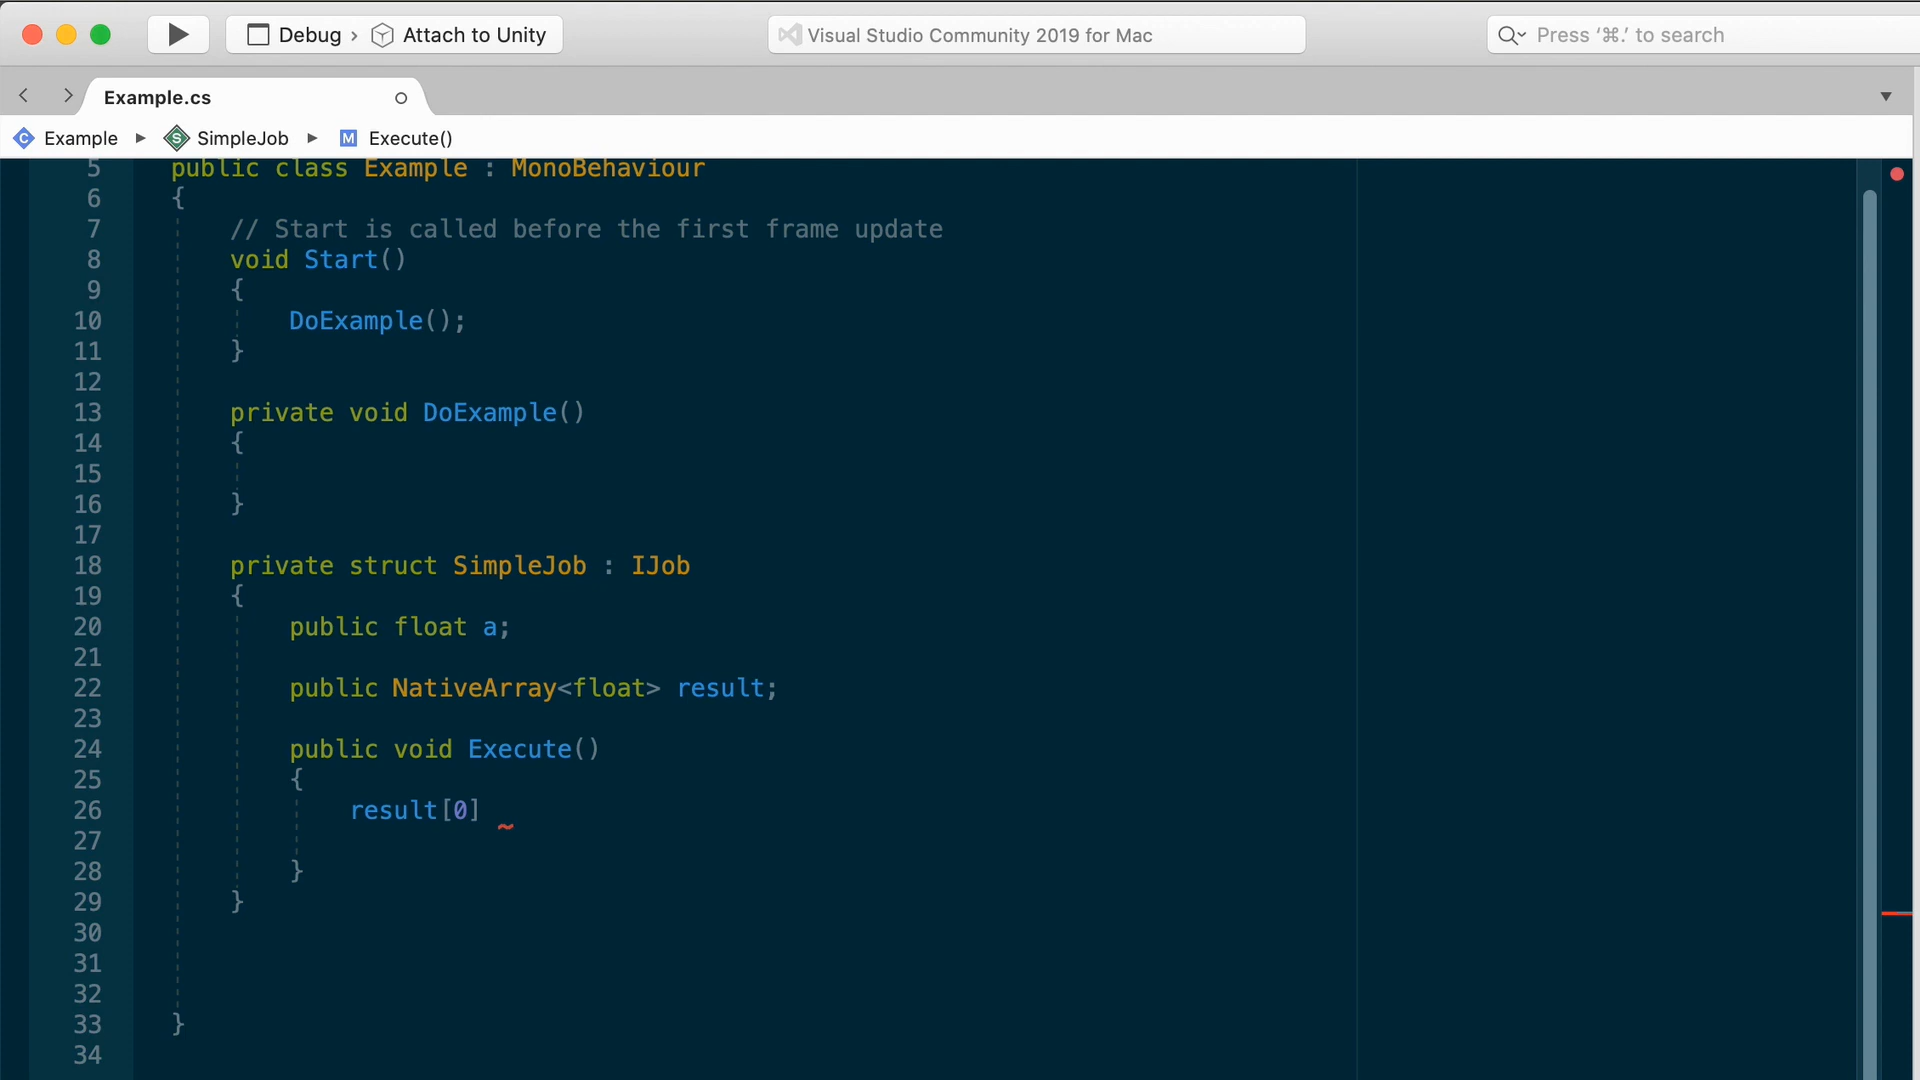 Debug › Attach to Unity
Visual Studio Community 2019 for Mac
Press ‘⌘.’ to search
Example.cs
Example ▸ S SimpleJob ▸ M Execute()
5 public class Example : MonoBehaviour
6 {
7 // Start is called before the first frame update
8 void Start()
9 {
10 DoExample();
11 }
12
13 private void DoExample()
14 {
15
16 }
17
18 private struct SimpleJob : IJob
19 {
20 public float a;
21
22 public NativeArray<float> result;
23
24 public void Execute()
25 {
26 result[0]
27
28 }
29 }
30
31
32
33 }
34